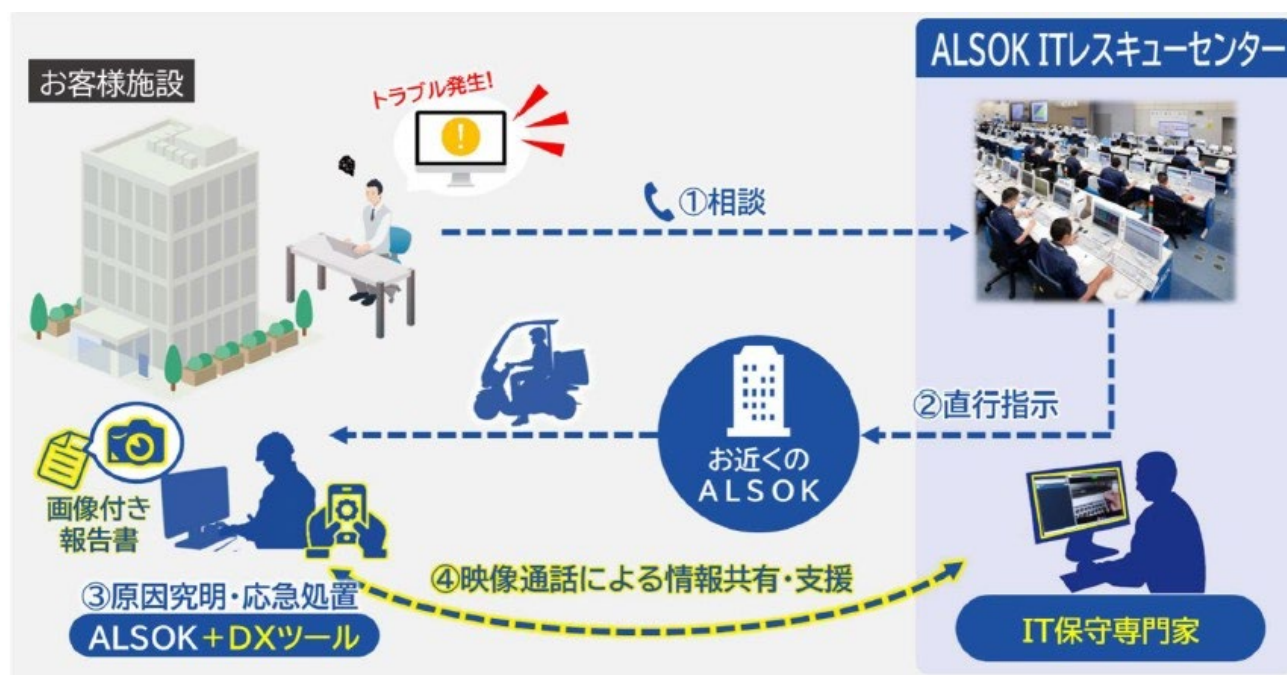 お客様施設
トラブル発生!
ALSOK ITレスキューセンター
①相談
②直行指示
お近くの
ALSOK
画像付き
報告書
③原因究明・応急処置
ALSOK+DXツール
④映像通話による情報共有・支援
IT保守専門家